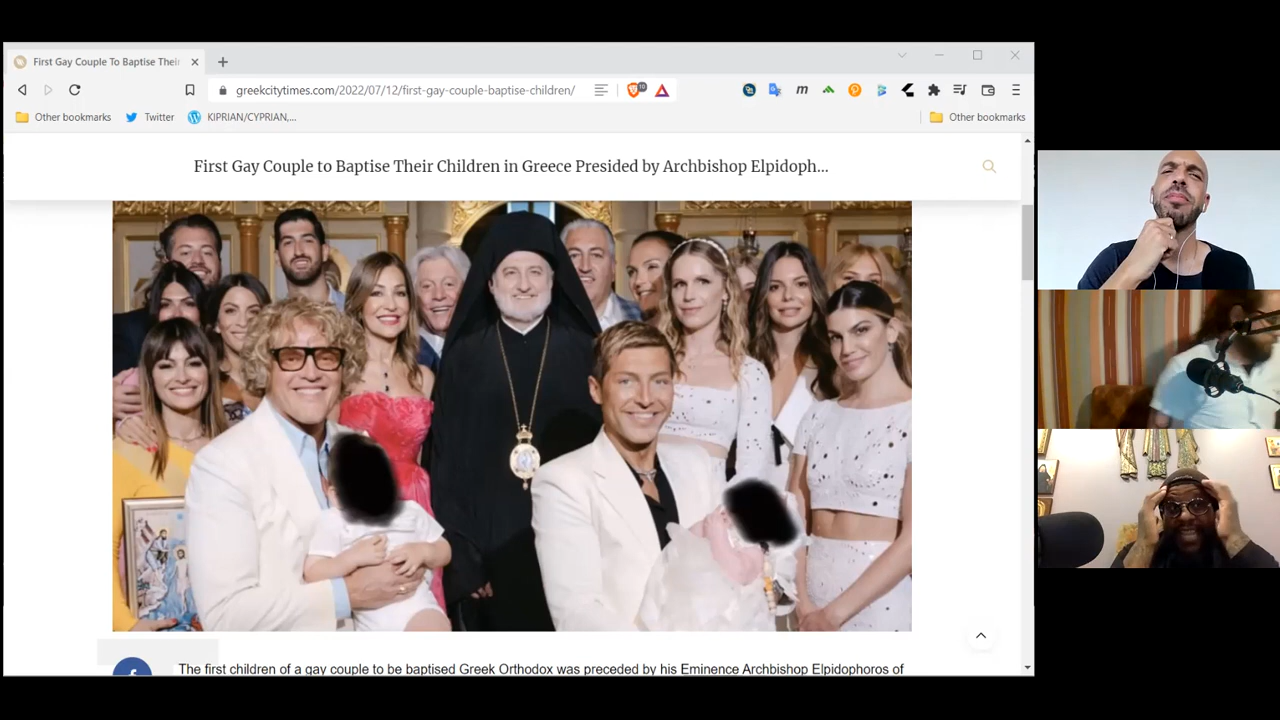 First Gay Couple To Baptise Thei
greekcitytimes.com/2022/07/12/first-gay-couple-baptise-children/
10
m
Other bookmarks
Twitter
KIPRIAN/CYPRIAN,...
Other bookmarks
First Gay Couple to Baptise Their Children in Greece Presided by Archbishop Elpidoph...
The first children of a gay couple to be baptised Greek Orthodox was preceded by his Eminence Archbishop Elpidophoros of